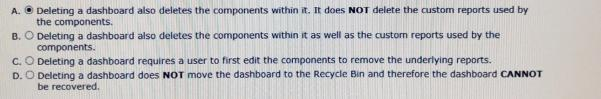 A. Deleting a dashboard also deletes the components within it. It does NOT delete the custom reports used by
the components.
B. Deleting a dashboard also deletes the components within it as well as the custom reports used by the
components.
C. Deleting a dashboard requires a user to first edit the components to remove the underlying reports.
D. Deleting a dashboard does NOT move the dashboard to the Recycle Bin and therefore the dashboard CANNOT
be recovered.